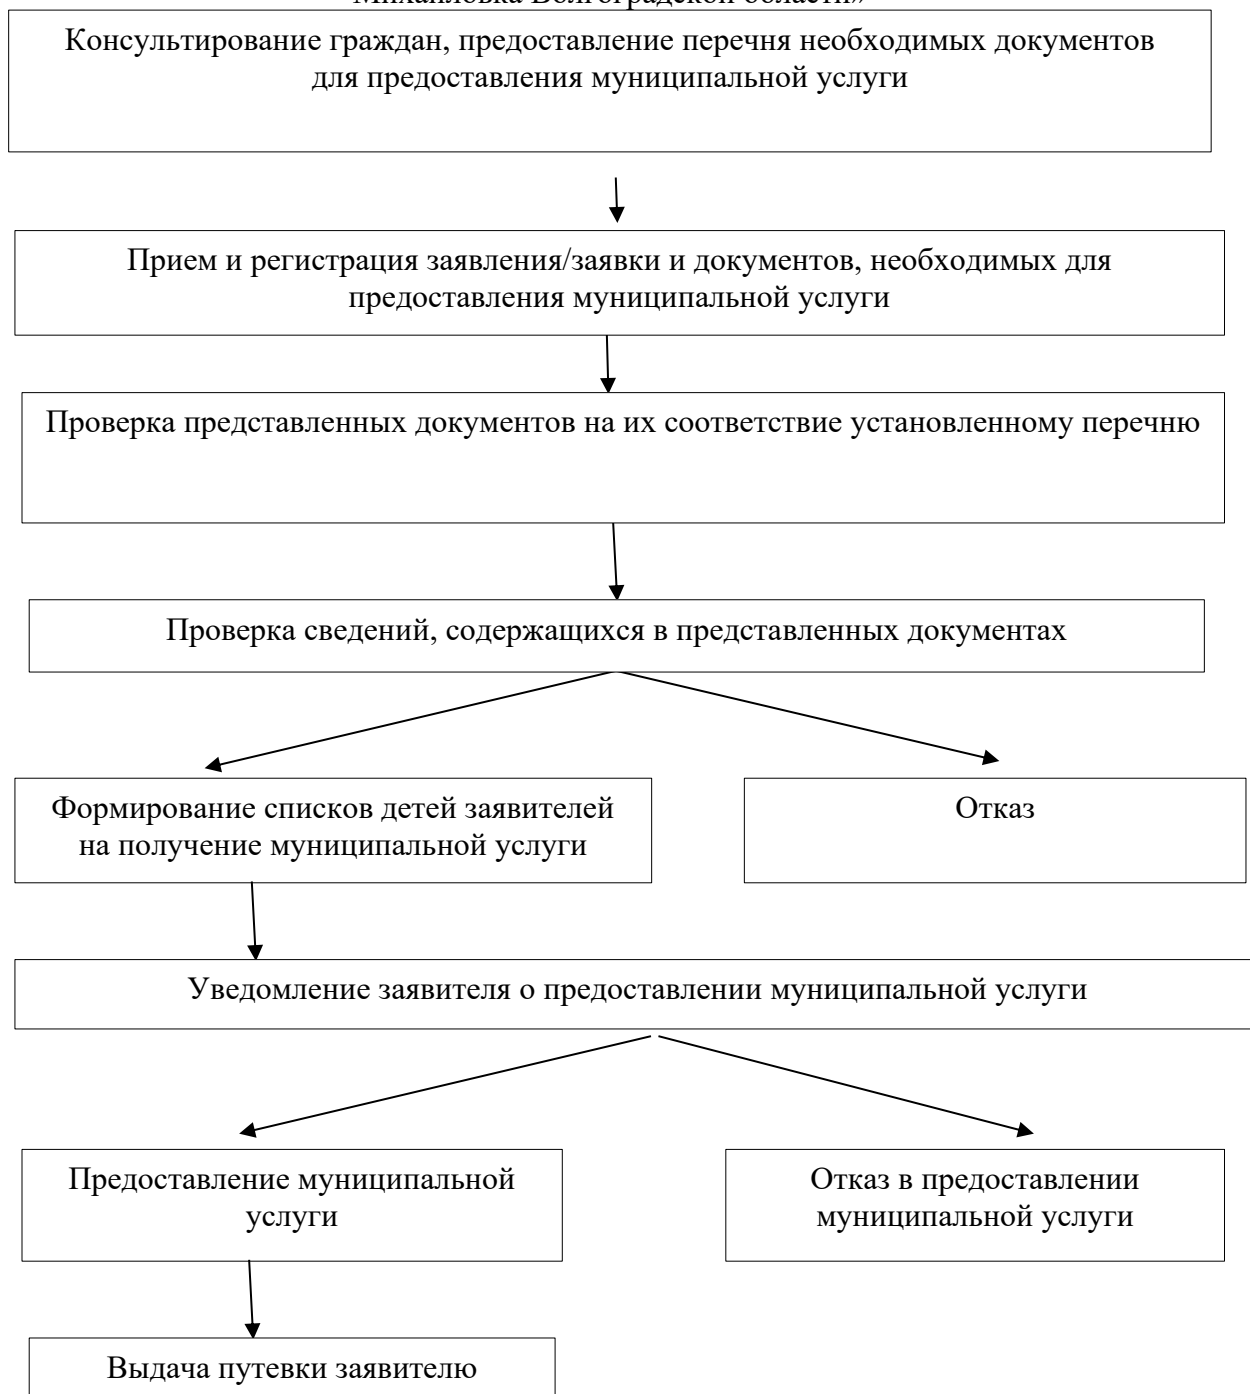 Михайловка Волгоградской области»
Консультирование граждан, предоставление перечня необходимых документов
для предоставления муниципальной услуги
Прием и регистрация заявления/заявки и документов, необходимых для
предоставления муниципальной услуги
Проверка представленных документов на их соответствие установленному перечню
Проверка сведений, содержащихся в представленных документах
Формирование списков детей заявителей
на получение муниципальной услуги
Отказ
Уведомление заявителя о предоставлении муниципальной услуги
Предоставление муниципальной
услуги
Отказ в предоставлении
муниципальной услуги
Выдача путевки заявителю